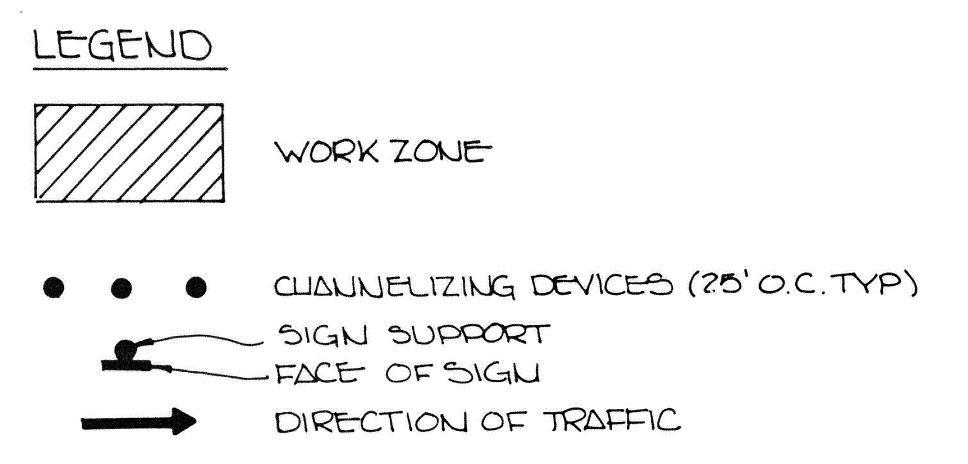 LEGEND
WORK ZONE
CHANNELIZING DEVICES (25' O.C. TYP)
SIGN SUPPORT
FACE OF SIGN
DIRECTION OF TRAFFIC